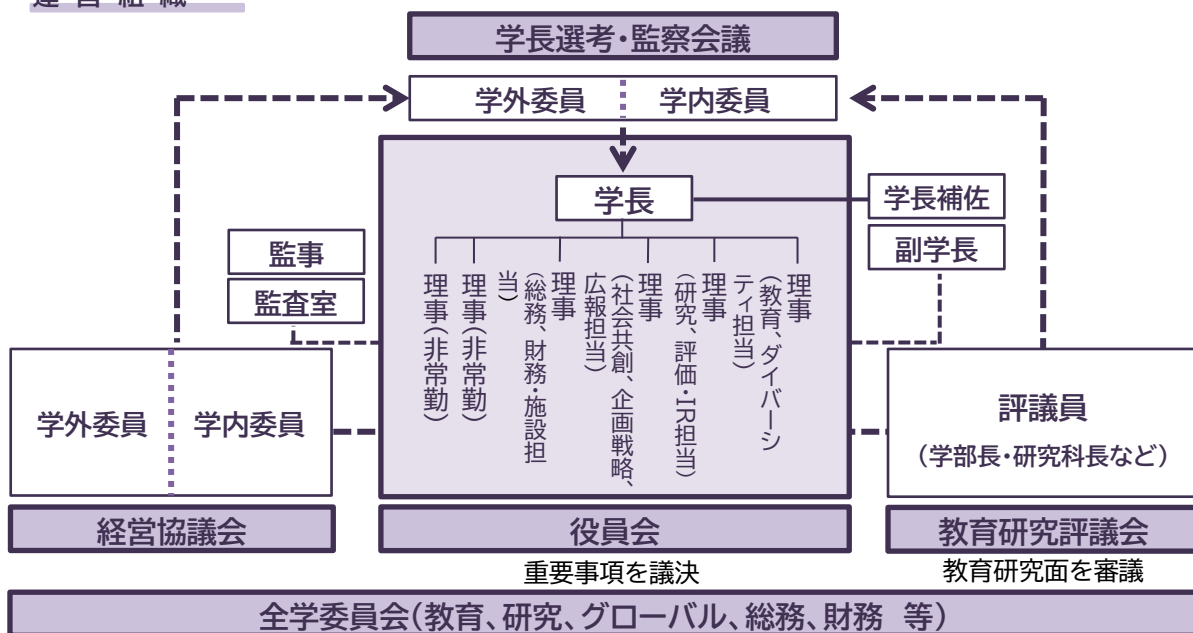 運営組織
学長選考・監察会議
学外委員
学内委員
学長
学長補佐
副学長
監事
監査室
理事
(教育、ダイバーシ
ティ担当)
理事
(研究、評価・IR担当)
理事
(社会共創、企画戦略、
広報担当)
理事
(総務、財務・施設担
当)
理事(非常勤)
理事(非常勤)
学外委員
学内委員
評議員
(学部長・研究科長など)
経営協議会
役員会
教育研究評議会
重要事項を議決
教育研究面を審議
全学委員会(教育、研究、グローバル、総務、財務 等)